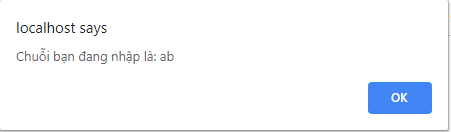 localhost says
Chuỗi bạn đang nhập là: ab
OK